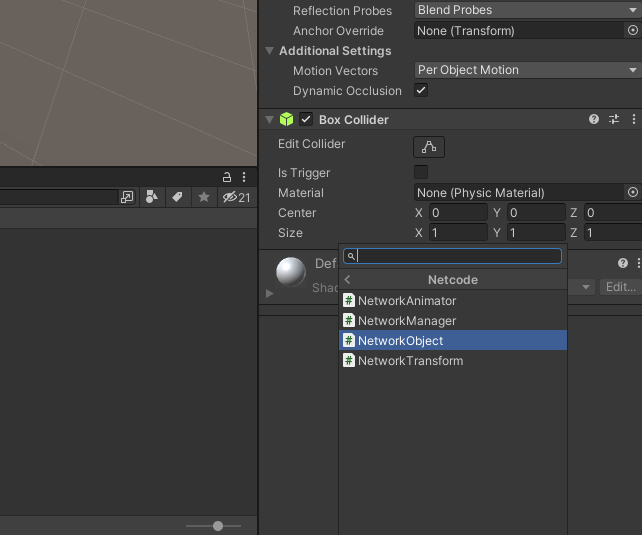 Reflection Probes Blend Probes
Anchor Override None (Transform)
Additional Settings
Motion Vectors Per Object Motion
Dynamic Occlusion
Box Collider
Edit Collider
Is Trigger
21
Material None (Physic Material)
Center X 0 Y 0 Z 0
Size X 1 Y 1 Z 1
Def
Netcode
Sha
Edit...
NetworkAnimator
NetworkManager
NetworkObject
NetworkTransform